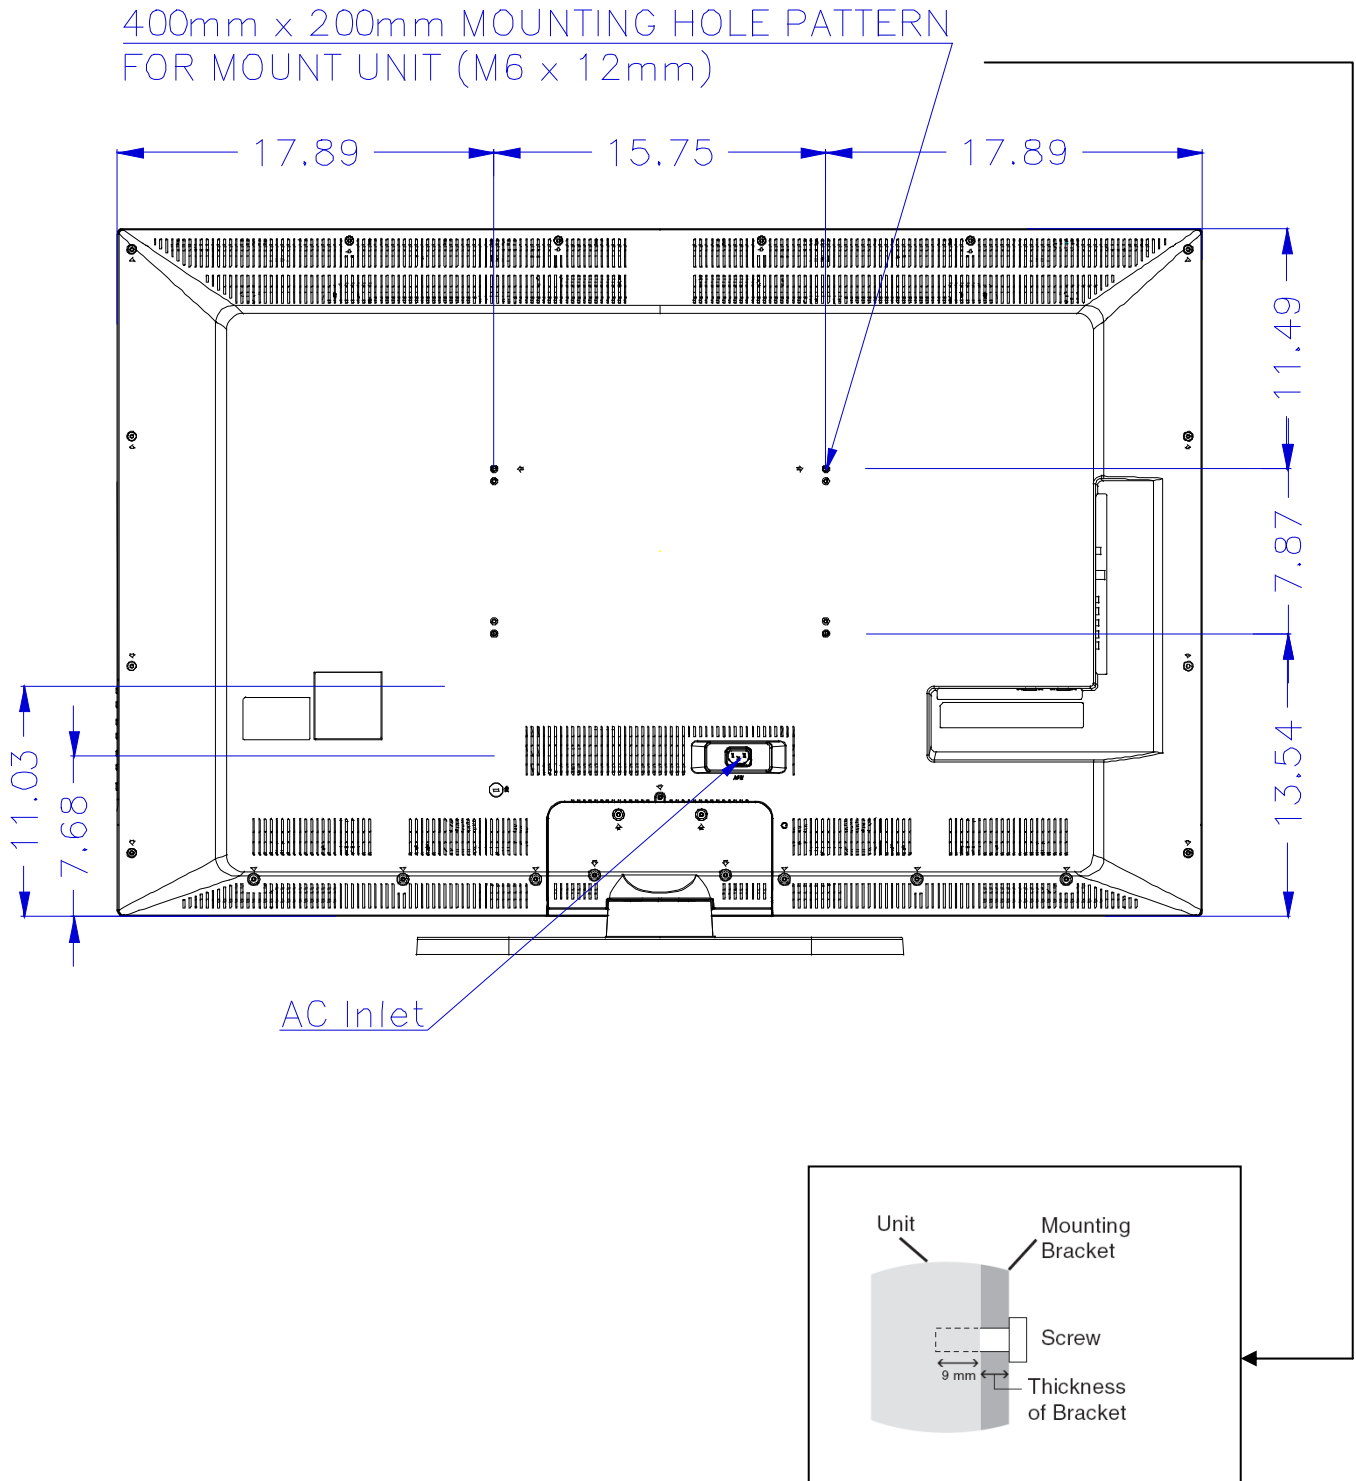 400mm x 200mm MOUNTING HOLE PATTERN
FOR MOUNT UNIT (M6 x 12mm)
17.89
15.75
17.89
11.49
7.87
13.54
11.03
7.68
AC Inlet
Unit
Mounting
Bracket
Screw
9 mm
Thickness
of Bracket